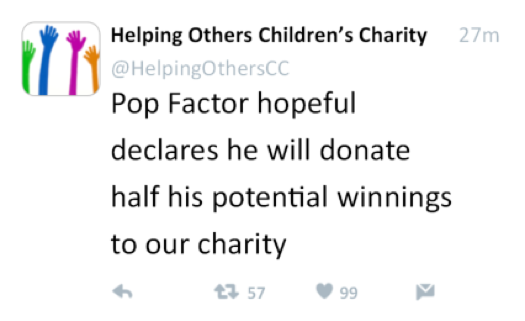 Helping Others Children's Charity 27m
@HelpingOthersCC
Pop Factor hopeful
declares he will donate
half his potential winnings
to our charity
57 99